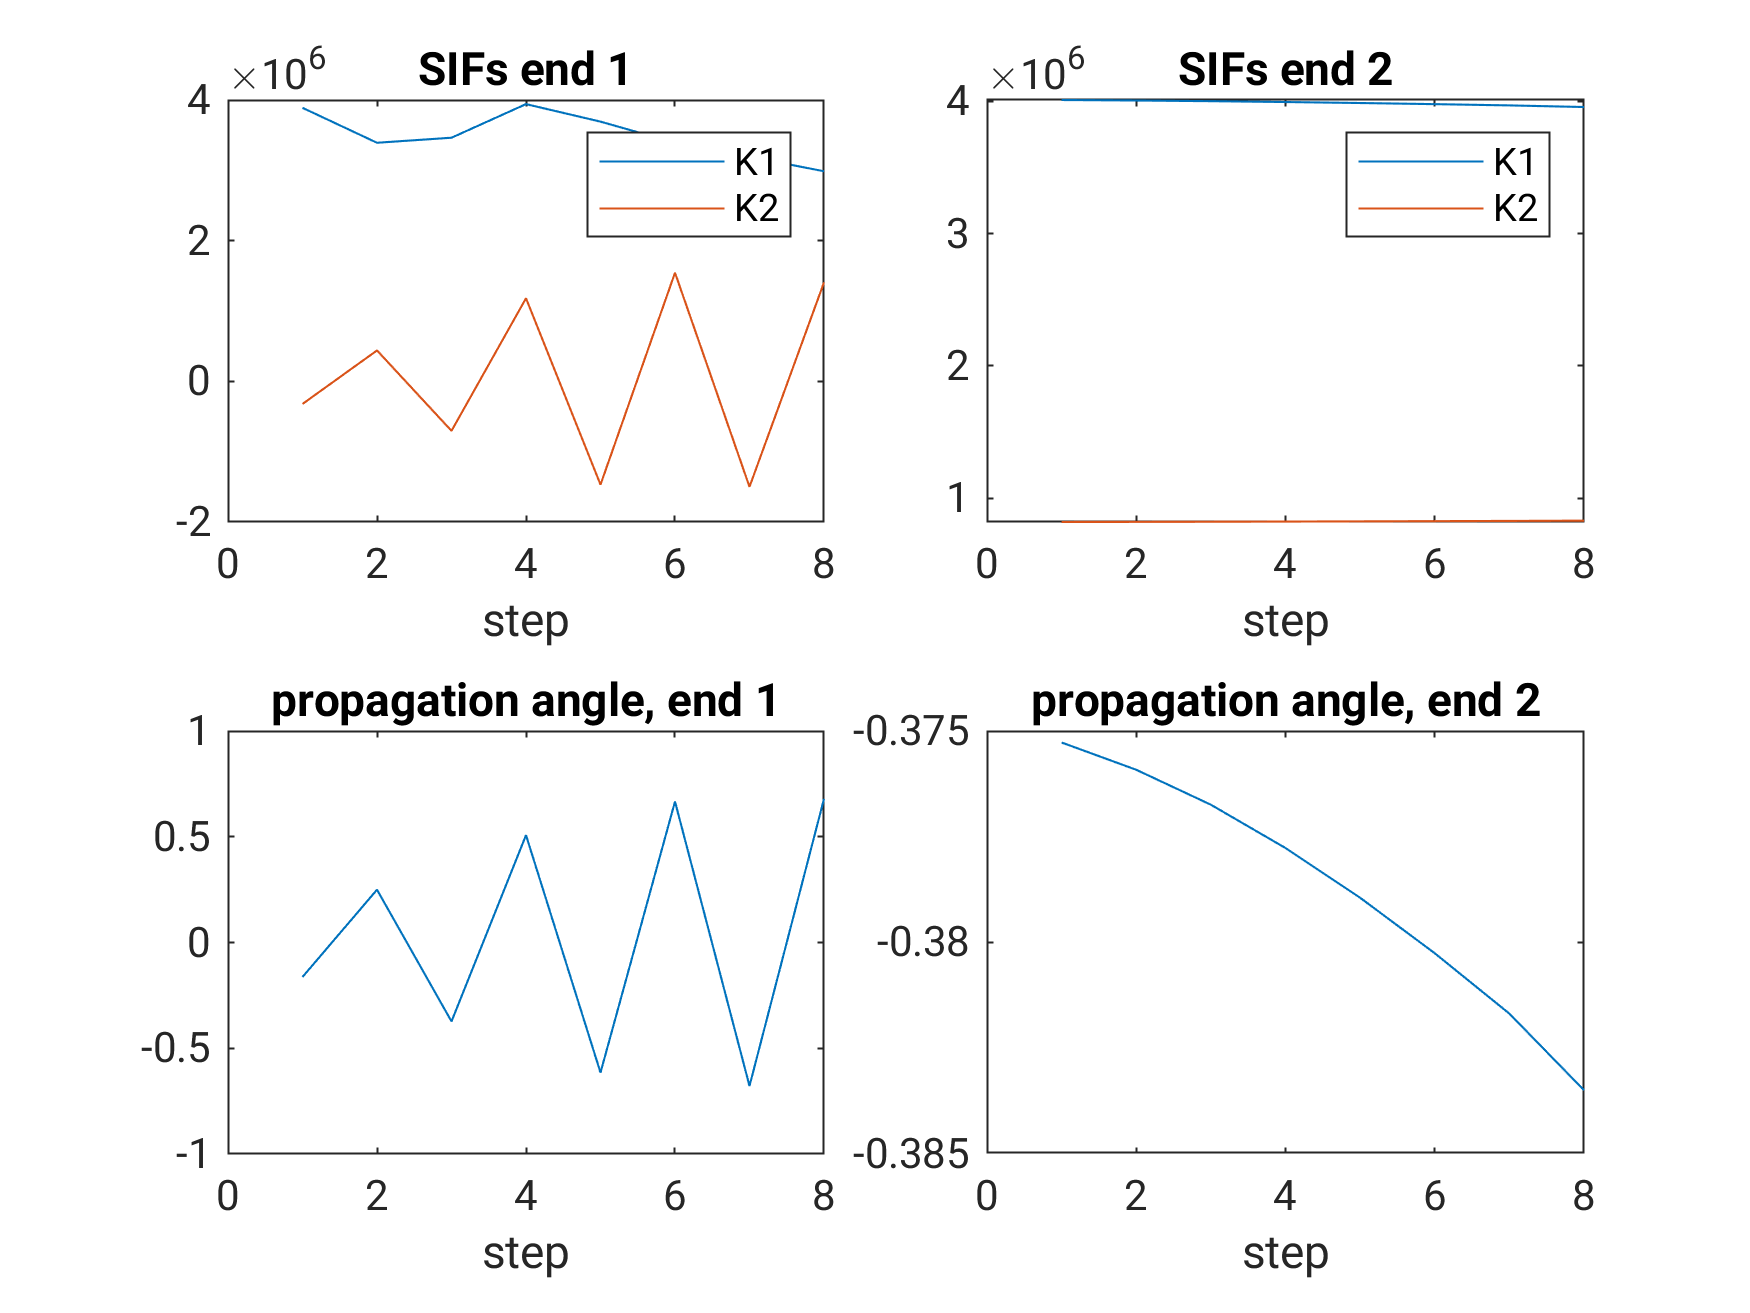 SIFs end 1
×10^6
4
2
0
-2
K1
K2
0 2 4 6 8
step
SIFs end 2
×10^6
4
3
2
1
K1
K2
0 2 4 6 8
step
propagation angle, end 1
1
0.5
0
-0.5
-1
0 2 4 6 8
step
propagation angle, end 2
-0.375
-0.38
-0.385
0 2 4 6 8
step